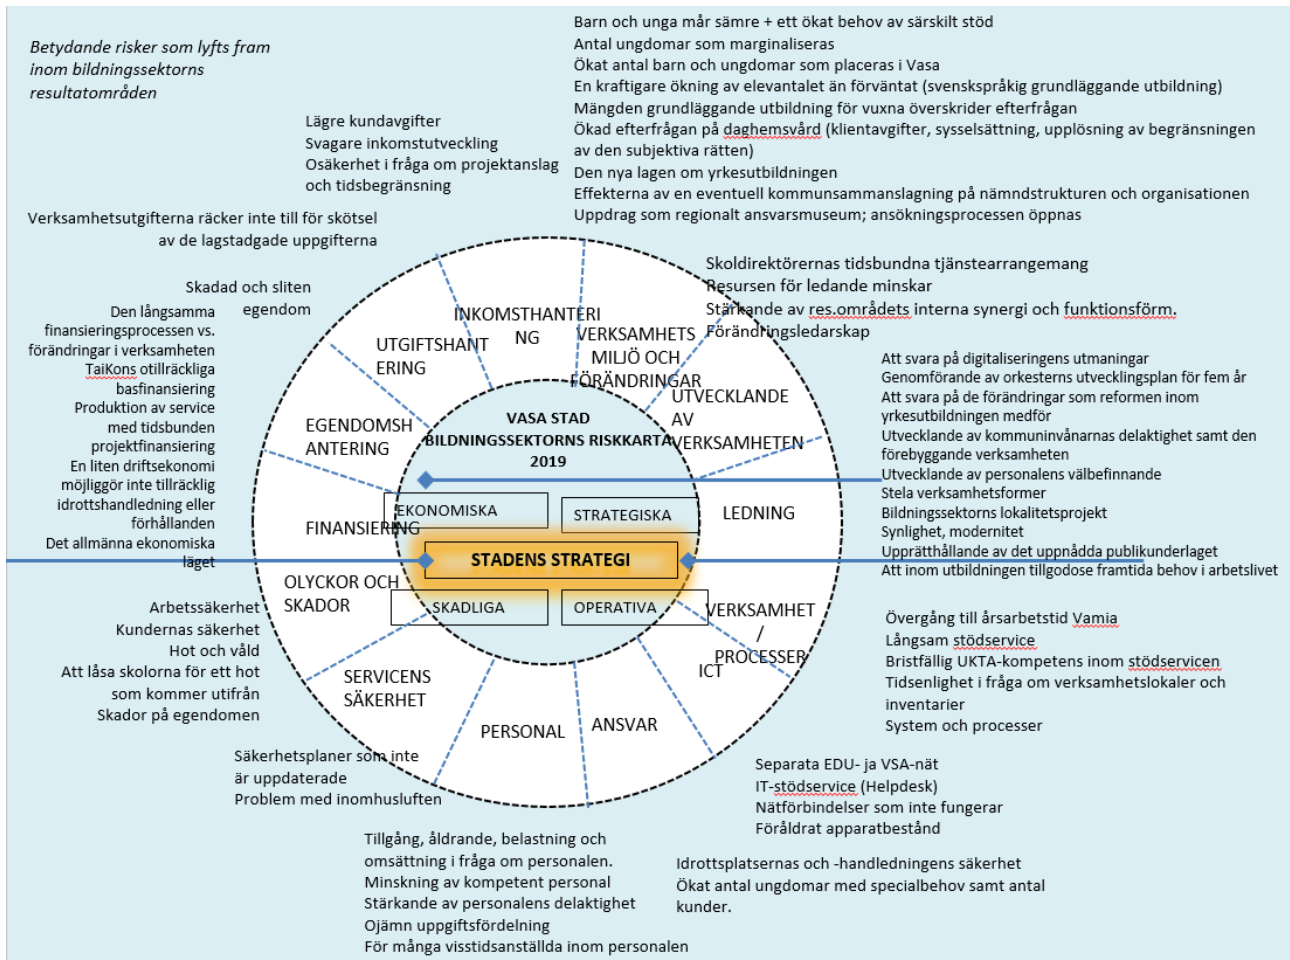 Betydande risker som lyfts fram
inom bildningssektorns
resultatområden
Barn och unga mår sämre + ett ökat behov av särskilt stöd
Antal ungdomar som marginaliseras
Ökat antal barn och ungdomar som placeras i Vasa
En kraftigare ökning av elevantalet än förväntat (svenskspråkig grundläggande utbildning)
Mängden grundläggande utbildning för vuxna överskrider efterfrågan
Ökad efterfrågan på daghemsvård (klientavgifter, sysselsättning, upplösning av begränsningen
av den subjektiva rätten)
Den nya lagen om yrkesutbildningen
Effekterna av en eventuell kommunsammanslagning på nämndstrukturen och organisationen
Uppdrag som regionalt ansvarsmuseum; ansökningsprocessen öppnas
Lägre kundavgifter
Svagare inkomstutveckling
Osäkerhet i fråga om projektanslag
och tidsbegränsning
Verksamhetsutgifterna räcker inte till för skötsel
av de lagstadgade uppgifterna
Skadad och sliten
egendom
Den långsamma
finansieringsprocessen vs.
förändringar i verksamheten
TaiKons otillräckliga
basfinansiering
Produktion av service
med tidsbunden
projektfinansiering
En liten driftsekonomi
möjliggör inte tillräcklig
idrottshandledning eller
förhållanden
Det allmänna ekonomiska
läget
Skoldirektörernas tidsbundna tjänstearrangemang
Resursen för ledande minskar
Stärkande av res.områdets interna synergi och funktionsförm.
Förändringsledarskap
INKOMSTHANTERI
NG
UTGIFTSHANT
ERING
VERKSAMHETS
MILJÖ OCH
FÖRÄNDRINGAR
UTVECKLANDE
AV
VERKSAMHETEN
EGENDOMSH
ANTERING
VASA STAD
BILDNINGSSEKTORNS RISKKARTA
2019
EKONOMISKA
STRATEGISKA
LEDNING
FINANSIERING
STADENS STRATEGI
OLYCKOR OCH
SKADOR
SKADLIGA
OPERATIVA
VERKSAMHET
/
PROCESSER
ICT
SERVICENS
SÄKERHET
PERSONAL
ANSVAR
Att svara på digitaliseringens utmaningar
Genomförande av orkesterns utvecklingsplan för fem år
Att svara på de förändringar som reformen inom
yrkesutbildningen medför
Utvecklande av kommuninvånarnas delaktighet samt den
förebyggande verksamheten
Utvecklande av personalens välbefinnande
Stela verksamhetsformer
Bildningssektorns lokalitetsprojekt
Synlighet, modernitet
Upprätthållande av det uppnådda publikunderlaget
Att inom utbildningen tillgodose framtida behov i arbetslivet
Arbetssäkerhet
Kundernas säkerhet
Hot och våld
Att låsa skolorna för ett hot
som kommer utifrån
Skador på egendomen
Övergång till årsarbetstid Vamia
Långsam stödservice
Bristfällig UKTA-kompetens inom stödservicen
Tidsenlighet i fråga om verksamhetslokaler och
inventarier
System och processer
Säkerhetsplaner som inte
är uppdaterade
Problem med inomhusluften
Separata EDU- ja VSA-nät
IT-stödservice (Helpdesk)
Nätförbindelser som inte fungerar
Föråldrat apparatbestånd
Tillgång, åldrande, belastning och
omsättning i fråga om personalen.
Minskning av kompetent personal
Stärkande av personalens delaktighet
Ojämn uppgiftsfördelning
För många visstidsanställda inom personalen
Idrottsplatsernas och -handledningens säkerhet
Ökat antal ungdomar med specialbehov samt antal
kunder.